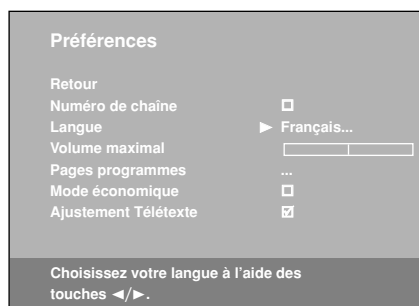 Préférences
Retour
Numéro de chaîne
Langue ► Français...
Volume maximal
Pages programmes ...
Mode économique
Ajustement Télétexte
Choisissez votre langue à l'aide des
touches ◄/►.